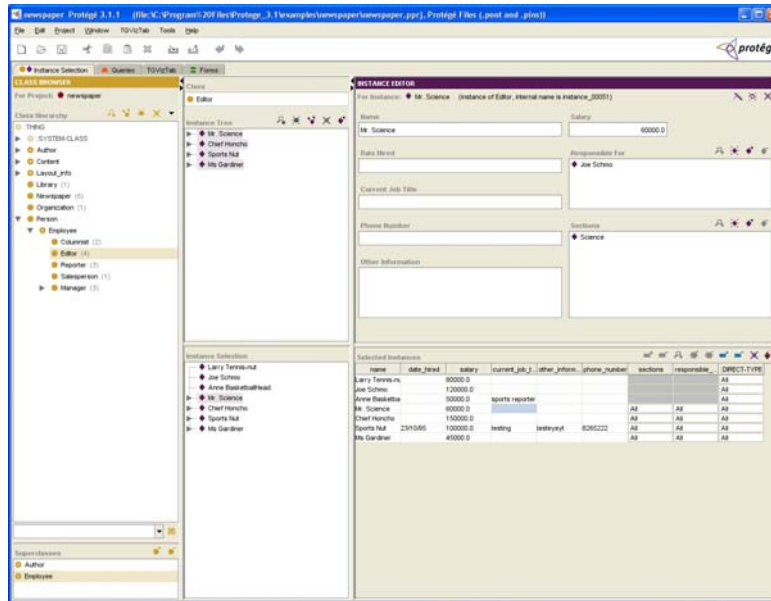 newspaper Protégé 3.1.1 (file:\C:\Program%20Files\Protege_3.1\examples\newspaper\newspaper.pprj, Protégé Files (.pont and .pins))
File Edit Project Window TGVizTab Tools Help
protégé
Instance Selection Queries TGVizTab Forms
CLASS BROWSER
For Project: newspaper
Class Hierarchy
:THING
:SYSTEM-CLASS
Author
Content
Layout_info
Library (1)
Newspaper
Organization (1)
Person
Employee
Columnist (2)
Editor (4)
Reporter (3)
Salesperson (1)
Manager (3)
Superclasses
Author
Employee
Class
Editor
Instance Tree
Mr. Science
Chief Honcho
Sports Nut
Ms Gardiner
Instance Selection
Larry Tennis-nut
Joe Schmo
Anne BasketballHead
Mr. Science
Chief Honcho
Sports Nut
Ms Gardiner
INSTANCE EDITOR
For Instance: Mr. Science (instance of Editor, internal name is instance_00051)
Name Salary
Mr. Science 60000.0
Date Hired Responsible For
Joe Schmo
Current Job Title
Phone Number Sections
Science
Other Information
Selected Instances
name date_hired salary current_job_t... other_inform... phone_number sections responsible_... :DIRECT-TYPE
Larry Tennis-nu 80000.0 All
Joe Schmo 120000.0 All
Anne Basketba 50000.0 sports reporter All
Mr. Science 60000.0 All All All
Chief Honcho 150000.0 All All All
Sports Nut 23/10/85 100000.0 testing 8265222 All All All
Ms Gardiner 45000.0 All All All